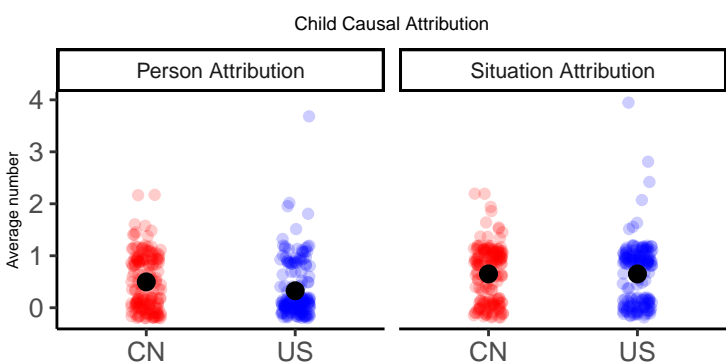 Child Causal Attribution
Person Attribution
Situation Attribution
Average number
4
3
2
1
0
CN
US
CN
US